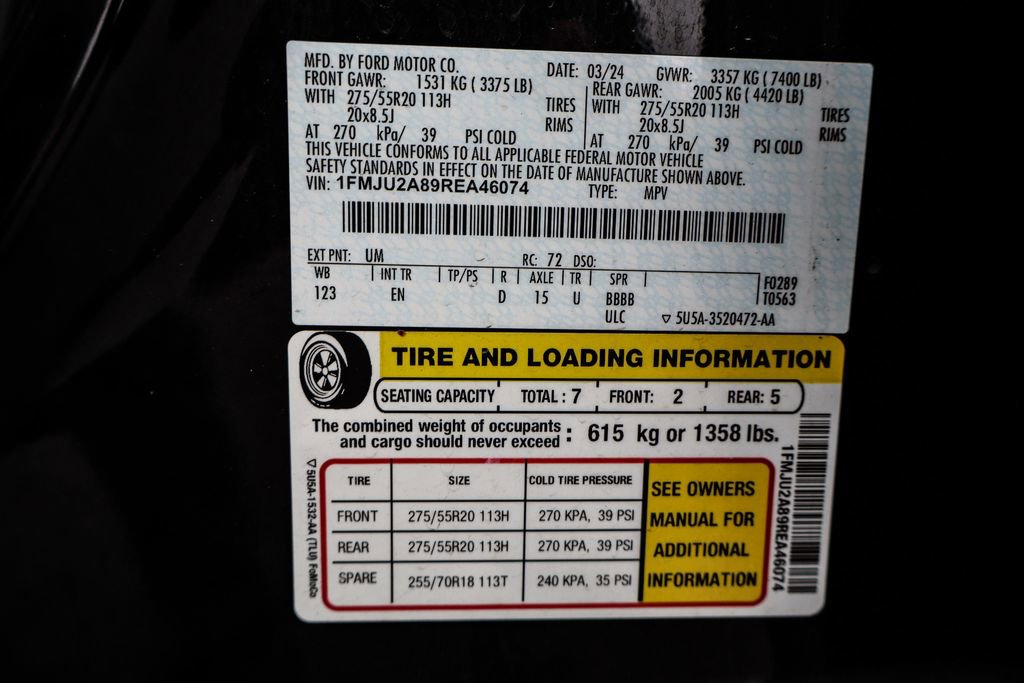 MFD. BY FORD MOTOR CO. DATE: 03/24 GVWR: 3357 KG ( 7400 LB)
FRONT GAWR: 1531 KG ( 3375 LB) REAR GAWR: 2005 KG ( 4420 LB)
WITH 275/55R20 113H TIRES WITH 275/55R20 113H TIRES
20x8.5J RIMS 20x8.5J RIMS
AT 270 kPa/ 39 PSI COLD AT 270 kPa/ 39 PSI COLD
THIS VEHICLE CONFORMS TO ALL APPLICABLE FEDERAL MOTOR VEHICLE
SAFETY STANDARDS IN EFFECT ON THE DATE OF MANUFACTURE SHOWN ABOVE.
VIN: 1FMJU2A89REA46074 TYPE: MPV
EXT PNT: UM RC: 72 DSO:
WB INT TR TP/PS R AXLE TR SPR F0289
123 EN D 15 U BBBB T0563
ULC ▽ 5U5A-3520472-AA
TIRE AND LOADING INFORMATION
SEATING CAPACITY TOTAL : 7 FRONT: 2 REAR: 5
The combined weight of occupants
and cargo should never exceed : 615 kg or 1358 lbs.
TIRE SIZE COLD TIRE PRESSURE
FRONT 275/55R20 113H 270 KPA, 39 PSI
REAR 275/55R20 113H 270 KPA, 39 PSI
SPARE 255/70R18 113T 240 KPA, 35 PSI
SEE OWNERS
MANUAL FOR
ADDITIONAL
INFORMATION
▽ 5U5A-1532-AA (TLU) FoMoCo
1FMJU2A89REA46074